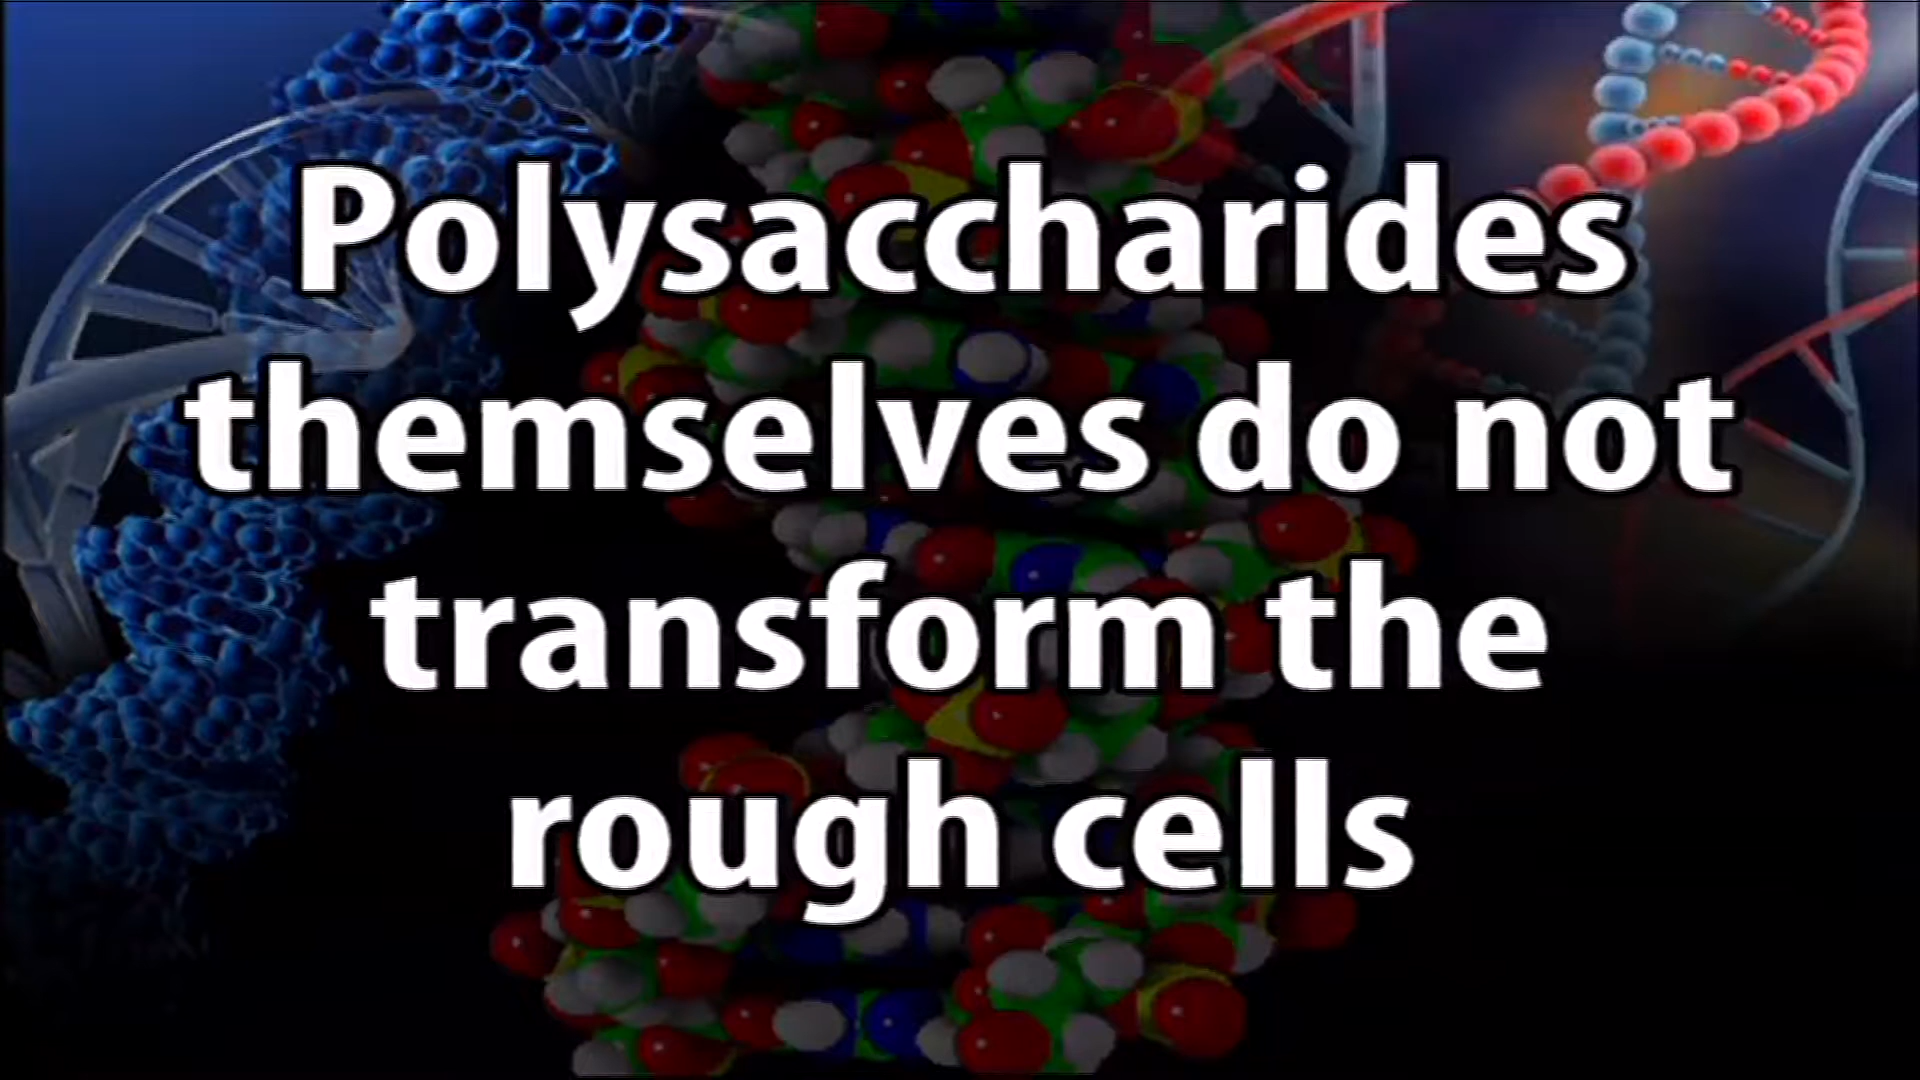 Polysaccharides
themselves do not
transform the
rough cells